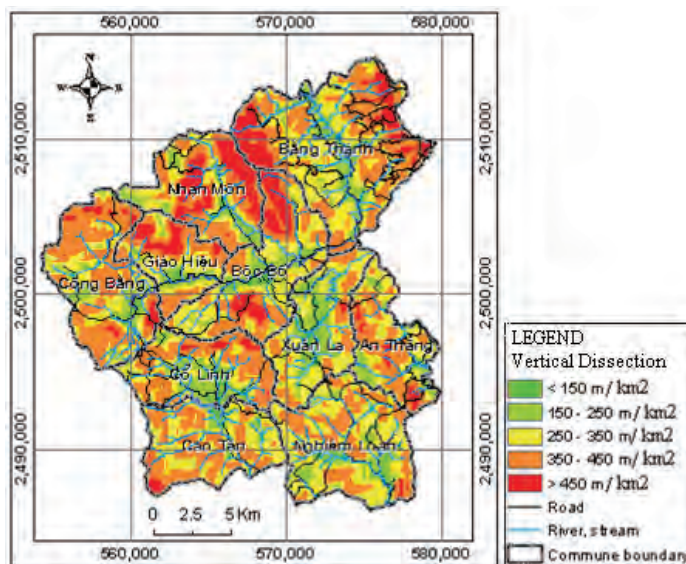 560,000 570,000 580,000
N
W E
S
2,510,000 2,510,000
Bằng Thành
Nhạn Môn
Giáo Hiệu
Bộc Bố
Công Bằng
2,500,000 2,500,000
Xuân La An Thắng
Cổ Linh
Cao Tân Nghiên Loan
2,490,000 2,490,000
0 2.5 5 Km
560,000 570,000 580,000
LEGEND
Vertical Dissection
< 150 m/ km2
150 - 250 m/ km2
250 - 350 m/ km2
350 - 450 m/ km2
>450 m/ km2
Road
River, stream
Commune boundary